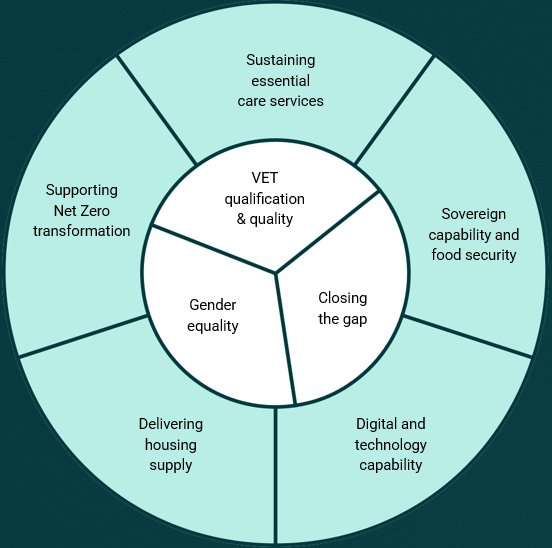 Sustaining
essential
care services
Supporting
Net Zero
transformation
VET
qualification
& quality
Sovereign
capability and
food security
Gender
equality
Closing
the gap
Delivering
housing
supply
Digital and
technology
capability